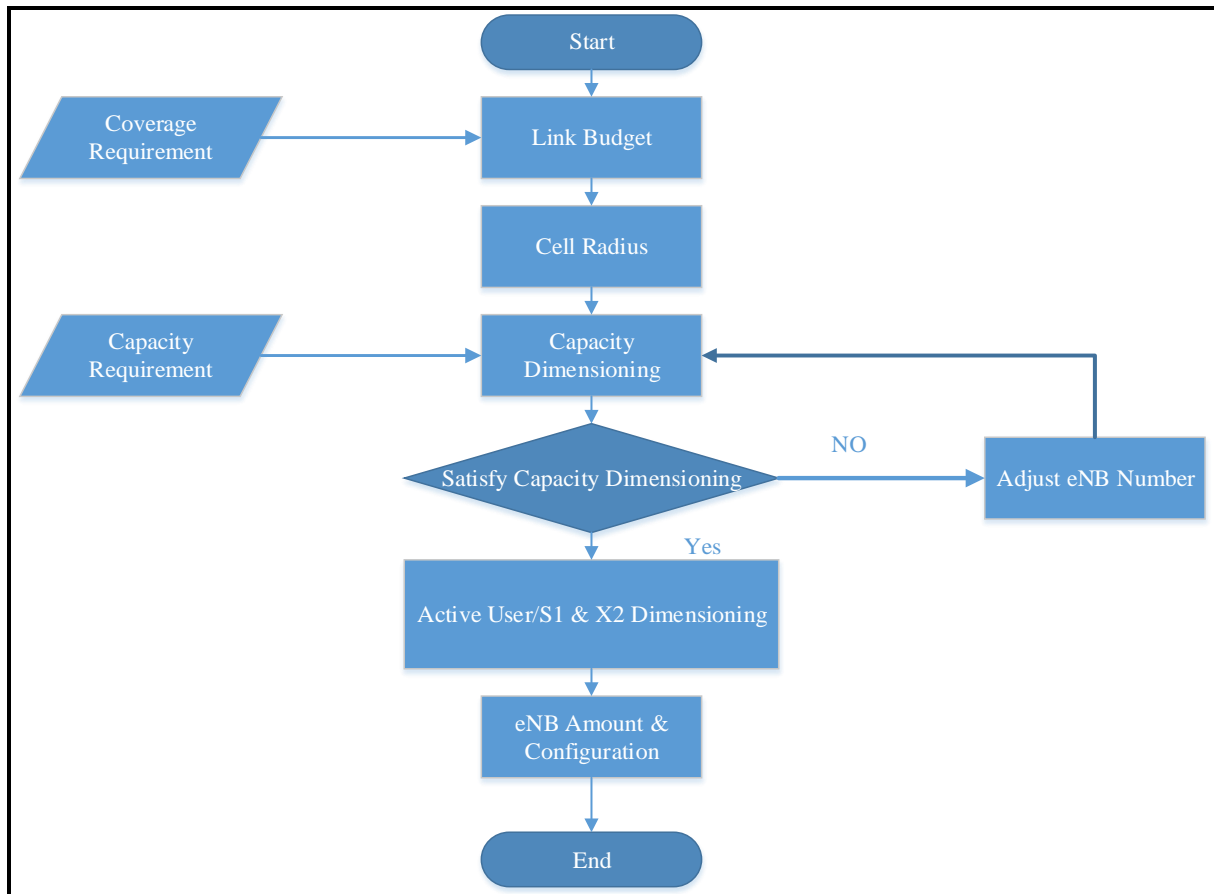 Start
Coverage
Requirement
Link Budget
Cell Radius
Capacity
Requirement
Capacity
Dimensioning
NO
Satisfy Capacity Dimensioning
Adjust eNB Number
Yes
Active User/S1 & X2 Dimensioning
eNB Amount &
Configuration
End